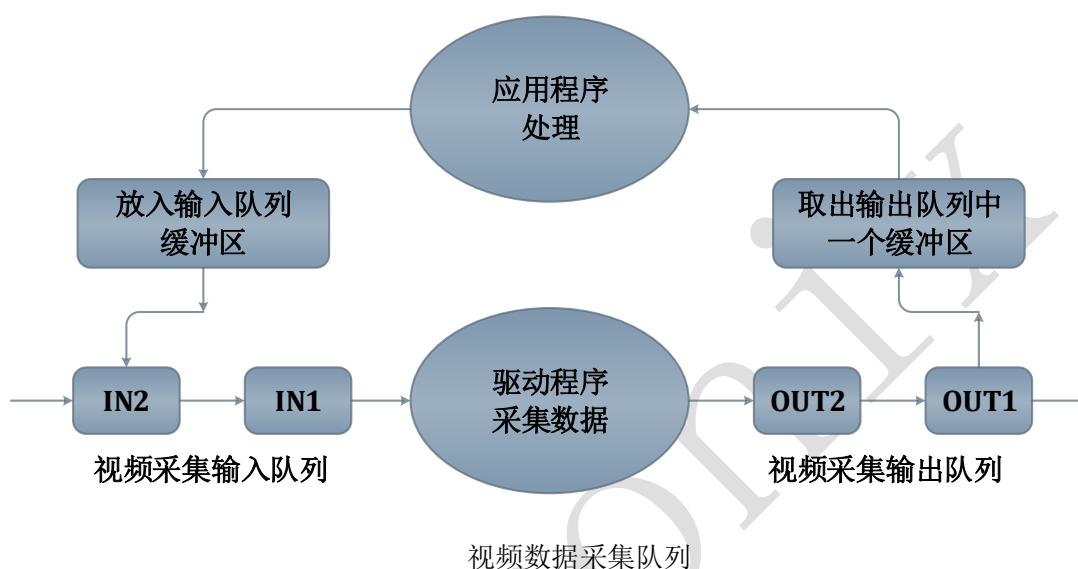 应用程序
处理
放入输入队列
缓冲区
取出输出队列中
一个缓冲区
IN2
IN1
驱动程序
采集数据
OUT2
OUT1
视频采集输入队列
视频采集输出队列
视频数据采集队列